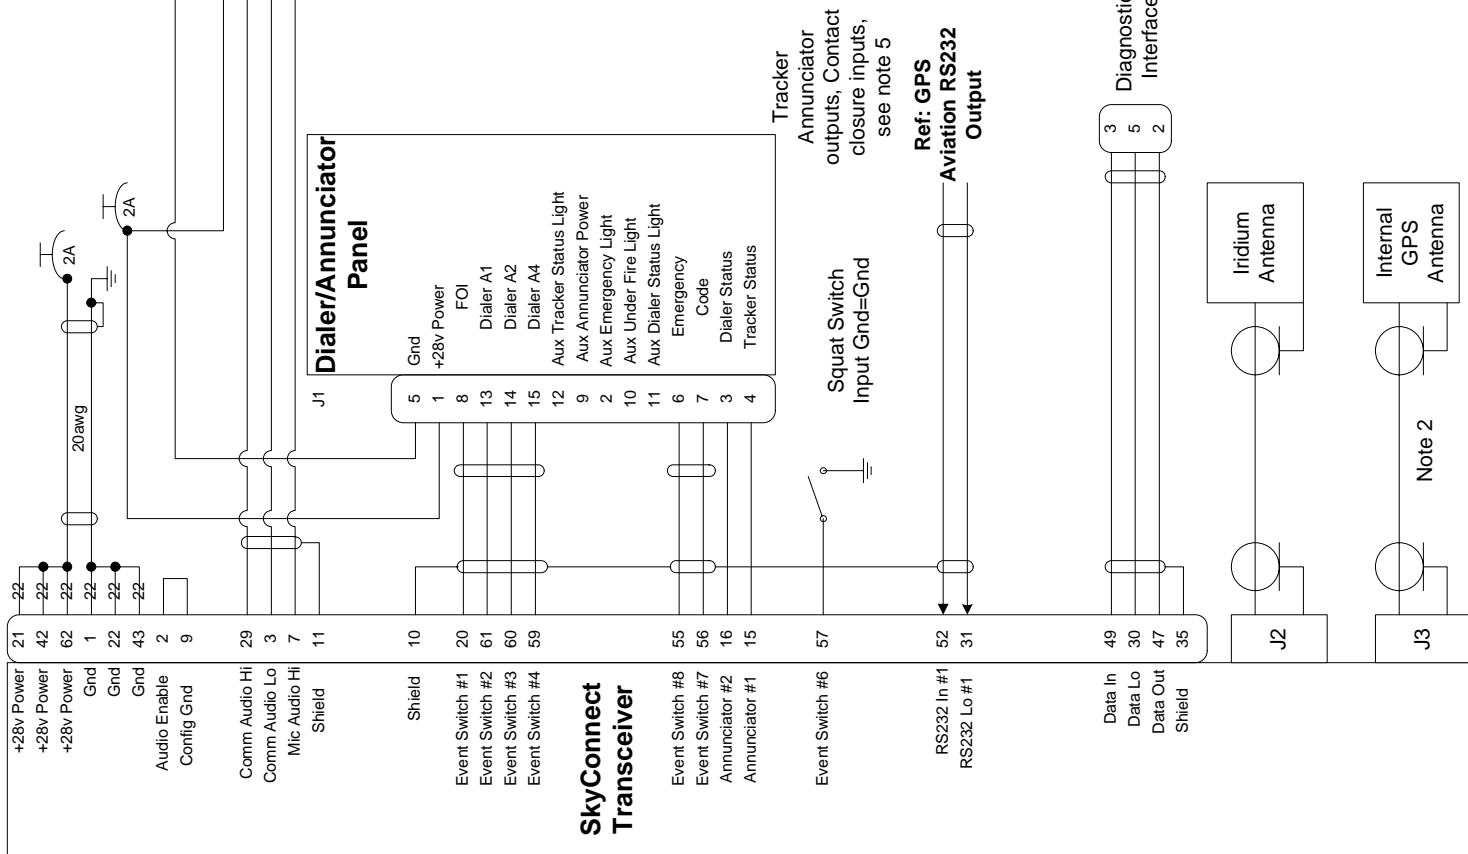 +28v Power 21 22
+28v Power 42 22
+28v Power 62 22
Gnd 1 22
Gnd 22 22
Gnd 43 22
Audio Enable 2
Config Gnd 9
Comm Audio Hi 29
Comm Audio Lo 3
Mic Audio Hi 7
Shield 11
Shield 10
Event Switch #1 20
Event Switch #2 61
Event Switch #3 60
Event Switch #4 59
SkyConnect
Transceiver
Event Switch #8 55
Event Switch #7 56
Annunciator #2 16
Annunciator #1 15
Event Switch #6 57
RS232 In #1 52
RS232 Lo #1 31
Data In 49
Data Lo 30
Data Out 47
Shield 35
J2
J3
20awg
2A
2A
J1
Dialer/Annunciator
Panel
5 Gnd
1 +28v Power
8 FOI
13 Dialer A1
14 Dialer A2
15 Dialer A4
12 Aux Tracker Status Light
9 Aux Annunciator Power
2 Aux Emergency Light
10 Aux Under Fire Light
11 Aux Dialer Status Light
6 Emergency
7 Code
3 Dialer Status
4 Tracker Status
Squat Switch
Input Gnd=Gnd
Tracker
Annunciator
outputs, Contact
closure inputs,
see note 5
Ref: GPS
Aviation RS232
Output
3
5
2
Diagnostic
Interface
Iridium
Antenna
Internal
GPS
Antenna
Note 2